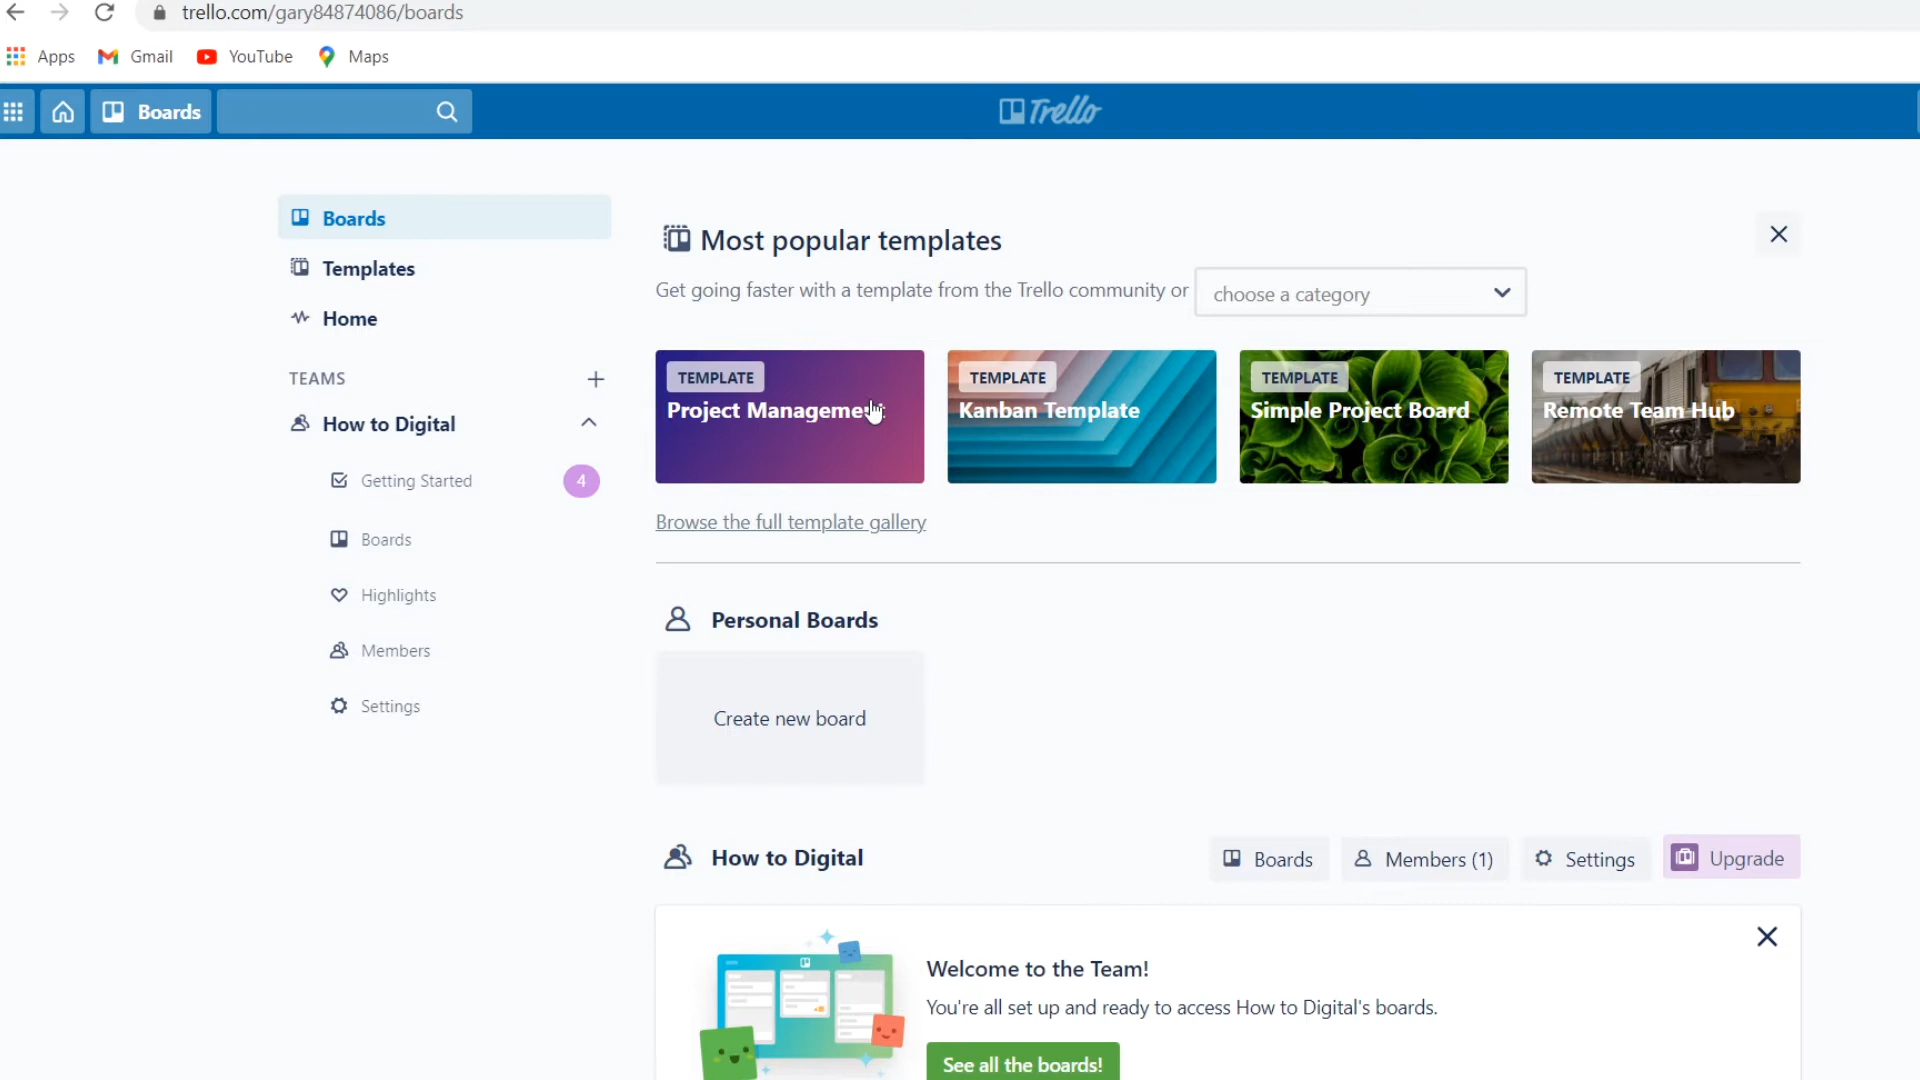 trello.com/gary84874086/boards
Apps Gmail YouTube Maps
Boards
Trello
Boards
Templates
Home
TEAMS
How to Digital
Getting Started 4
Boards
Highlights
Members
Settings
Most popular templates
Get going faster with a template from the Trello community or choose a category
TEMPLATE
Project Management
TEMPLATE
Kanban Template
TEMPLATE
Simple Project Board
TEMPLATE
Remote Team Hub
Browse the full template gallery
Personal Boards
Create new board
How to Digital
Boards Members (1) Settings Upgrade
Welcome to the Team!
You're all set up and ready to access How to Digital's boards.
See all the boards!